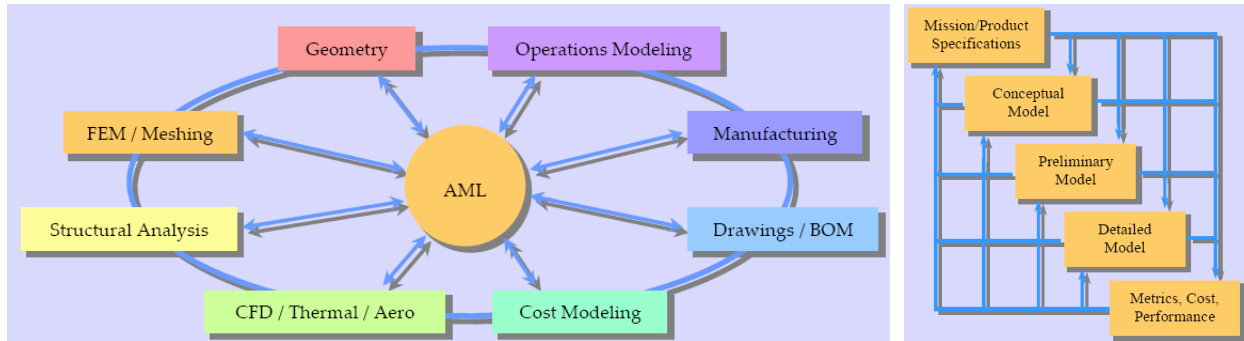 Geometry
Operations Modeling
FEM / Meshing
Manufacturing
AML
Structural Analysis
Drawings / BOM
CFD / Thermal / Aero
Cost Modeling
Mission/Product
Specifications
Conceptual
Model
Preliminary
Model
Detailed
Model
Metrics, Cost,
Performance